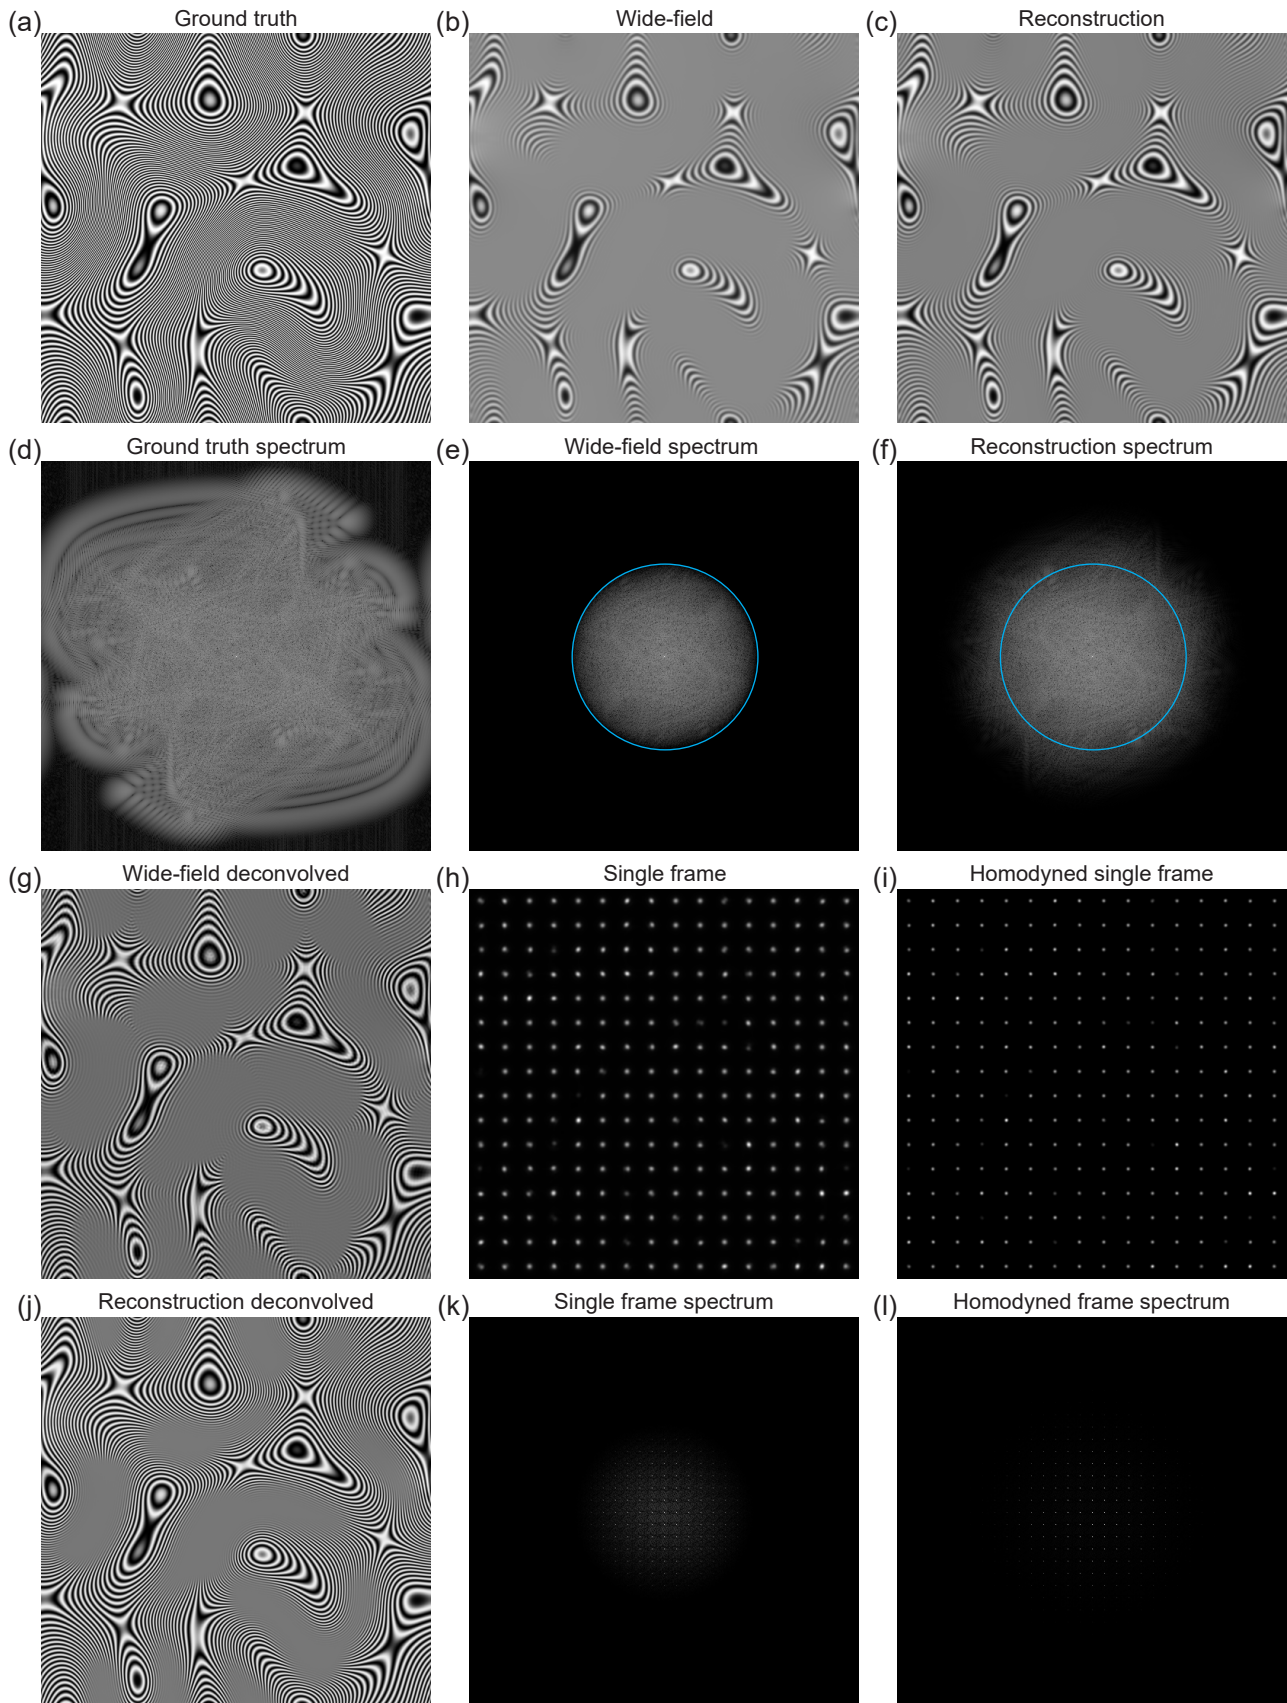 (a) Ground truth
(b) Wide-field
(c) Reconstruction
(d) Ground truth spectrum
(e) Wide-field spectrum
(f) Reconstruction spectrum
(g) Wide-field deconvolved
(h) Single frame
(i) Homodyned single frame
(j) Reconstruction deconvolved
(k) Single frame spectrum
(l) Homodyned frame spectrum